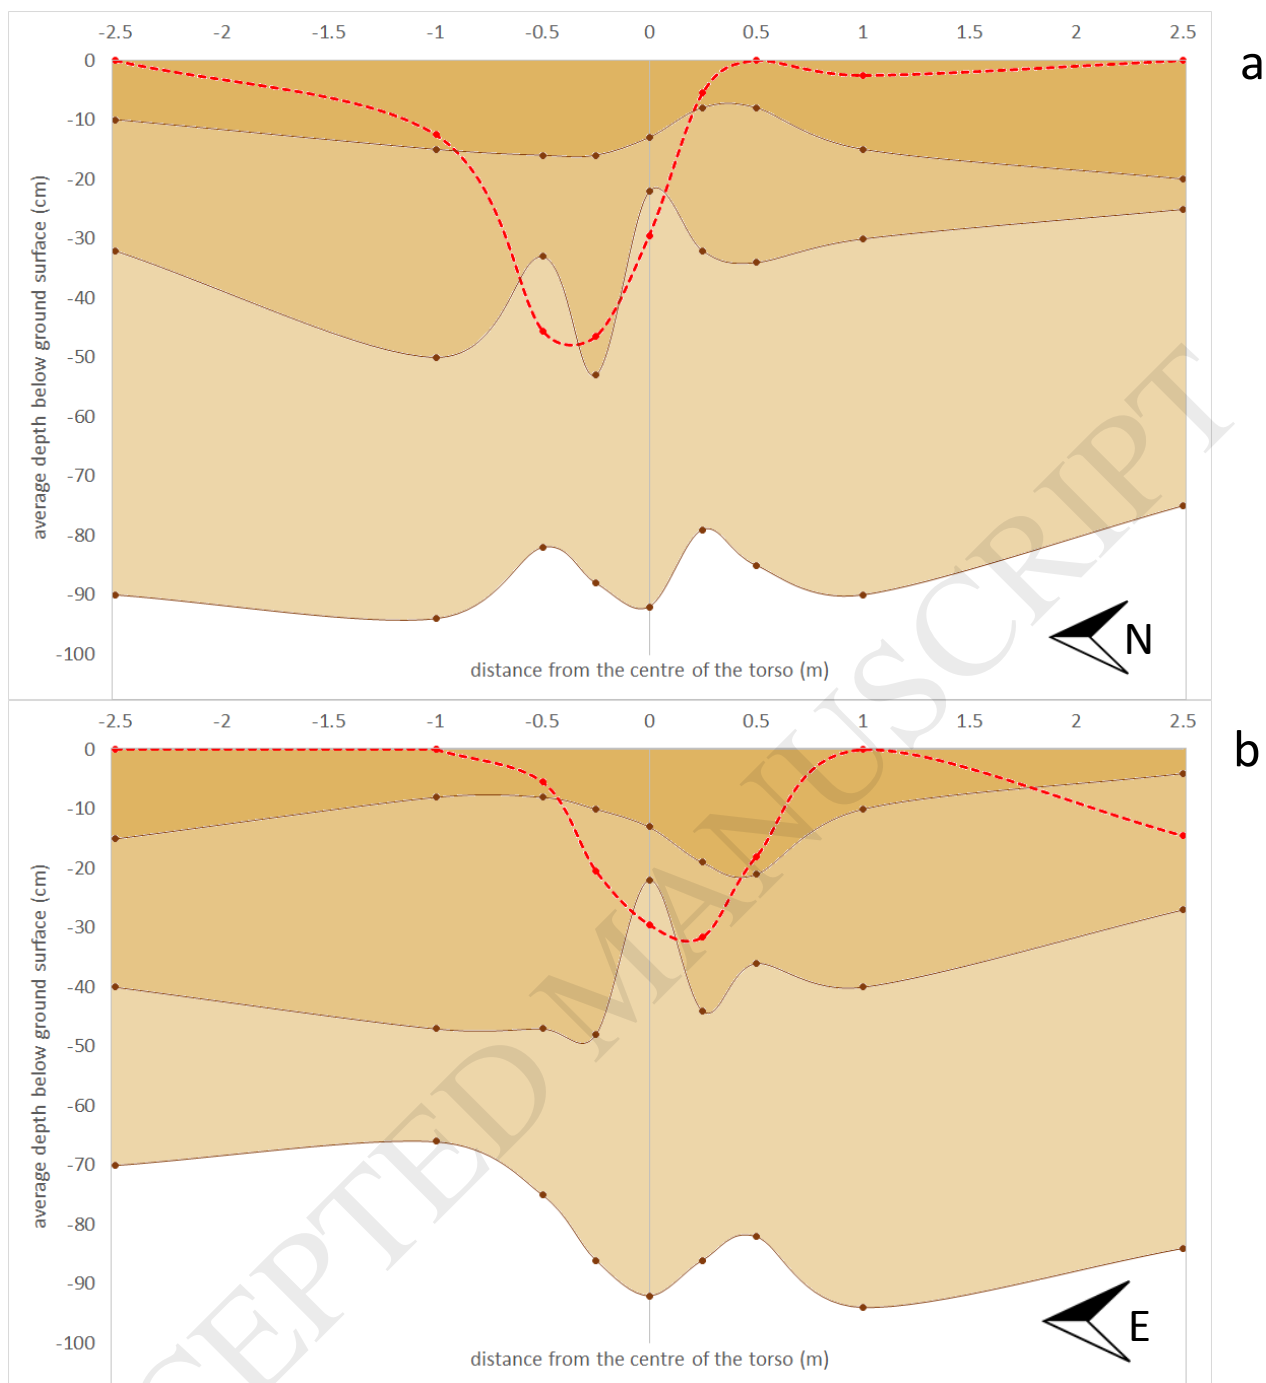 -2.5 -2 -1.5 -1 -0.5 0 0.5 1 1.5 2 2.5
a
0
-10
-20
-30
-40
-50
-60
-70
-80
-90
-100
average depth below ground surface (cm)
distance from the centre of the torso (m)
N
-2.5 -2 -1.5 -1 -0.5 0 0.5 1 1.5 2 2.5
b
0
-10
-20
-30
-40
-50
-60
-70
-80
-90
-100
average depth below ground surface (cm)
distance from the centre of the torso (m)
E
CEPTED MANUSCRIPT